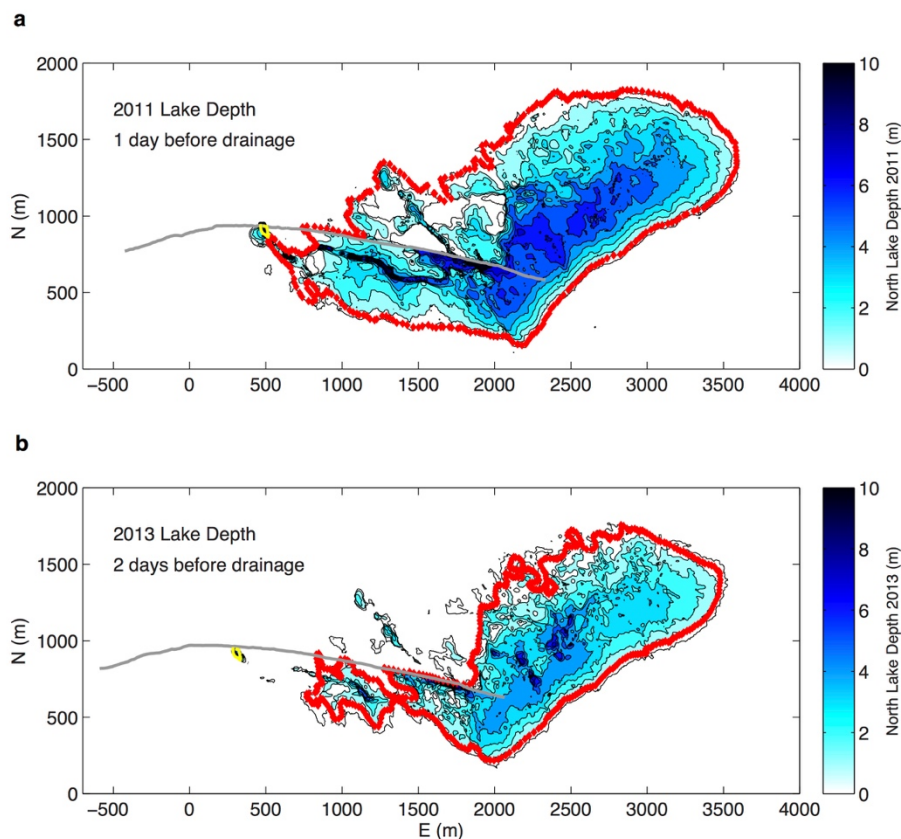 a
2011 Lake Depth
1 day before drainage
N (m)
2000
1500
1000
500
0
−500 0 500 1000 1500 2000 2500 3000 3500 4000
10
8
6
4
2
0
North Lake Depth 2011 (m)
b
2013 Lake Depth
2 days before drainage
N (m)
2000
1500
1000
500
0
−500 0 500 1000 1500 2000 2500 3000 3500 4000
E (m)
10
8
6
4
2
0
North Lake Depth 2013 (m)